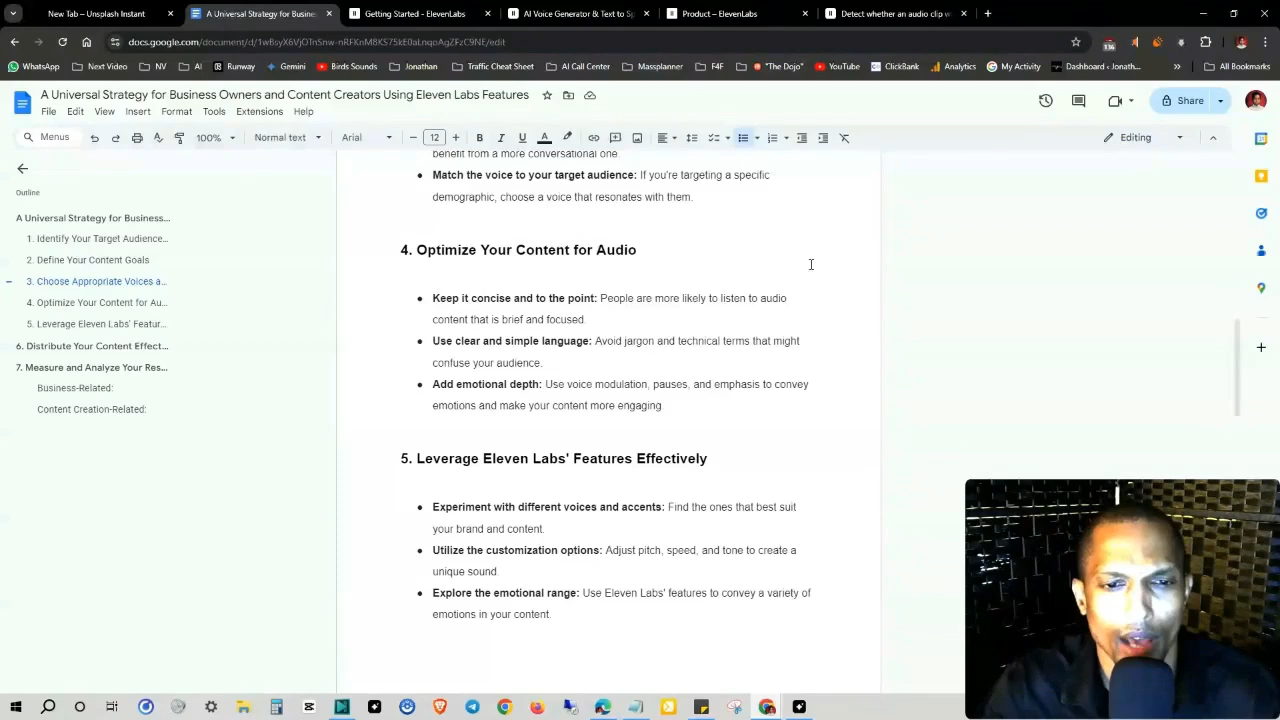 New Tab – Unsplash Instant
A Universal Strategy for Busines
Getting Started - ElevenLabs
AI Voice Generator & Text to Sp
Product – ElevenLabs
Detect whether an audio clip w
docs.google.com/document/d/
/edit
WhatsApp
Next Video
NV
AI
Runway
Gemini
Birds Sounds
Jonathan
Traffic Cheat Sheet
AI Call Center
Massplanner
F4F
"The Dojo"
YouTube
ClickBank
Analytics
My Activity
Dashboard ‹ Jonath...
»
All Bookmarks
A Universal Strategy for Business Owners and Content Creators Using Eleven Labs Features
File Edit View Insert Format Tools Extensions Help
Share
Menus
100%
Normal text
Arial
12
Editing
Outline
A Universal Strategy for Business...
1. Identify Your Target Audience...
2. Define Your Content Goals
3. Choose Appropriate Voices a...
4. Optimize Your Content for Au...
5. Leverage Eleven Labs' Featur...
6. Distribute Your Content Effect...
7. Measure and Analyze Your Res...
Business-Related:
Content Creation-Related:
benefit from a more conversational one.
● Match the voice to your target audience: If you're targeting a specific
demographic, choose a voice that resonates with them.
4. Optimize Your Content for Audio
● Keep it concise and to the point: People are more likely to listen to audio
content that is brief and focused.
● Use clear and simple language: Avoid jargon and technical terms that might
confuse your audience.
● Add emotional depth: Use voice modulation, pauses, and emphasis to convey
emotions and make your content more engaging.
5. Leverage Eleven Labs' Features Effectively
● Experiment with different voices and accents: Find the ones that best suit
your brand and content.
● Utilize the customization options: Adjust pitch, speed, and tone to create a
unique sound.
● Explore the emotional range: Use Eleven Labs' features to convey a variety of
emotions in your content.